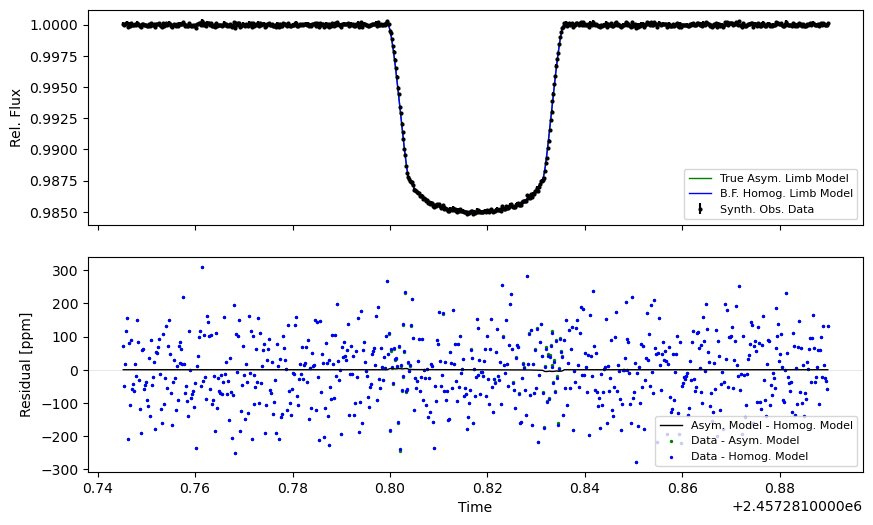 1.0000
0.9975
0.9950
0.9925
0.9900
0.9875
0.9850
Rel. Flux
True Asym. Limb Model
B.F. Homog. Limb Model
Synth. Obs. Data
300
200
100
0
−100
−200
−300
Residual [ppm]
Asym. Model - Homog. Model
Data - Asym. Model
Data - Homog. Model
0.74 0.76 0.78 0.80 0.82 0.84 0.86 0.88
Time
+2.4572810000e6